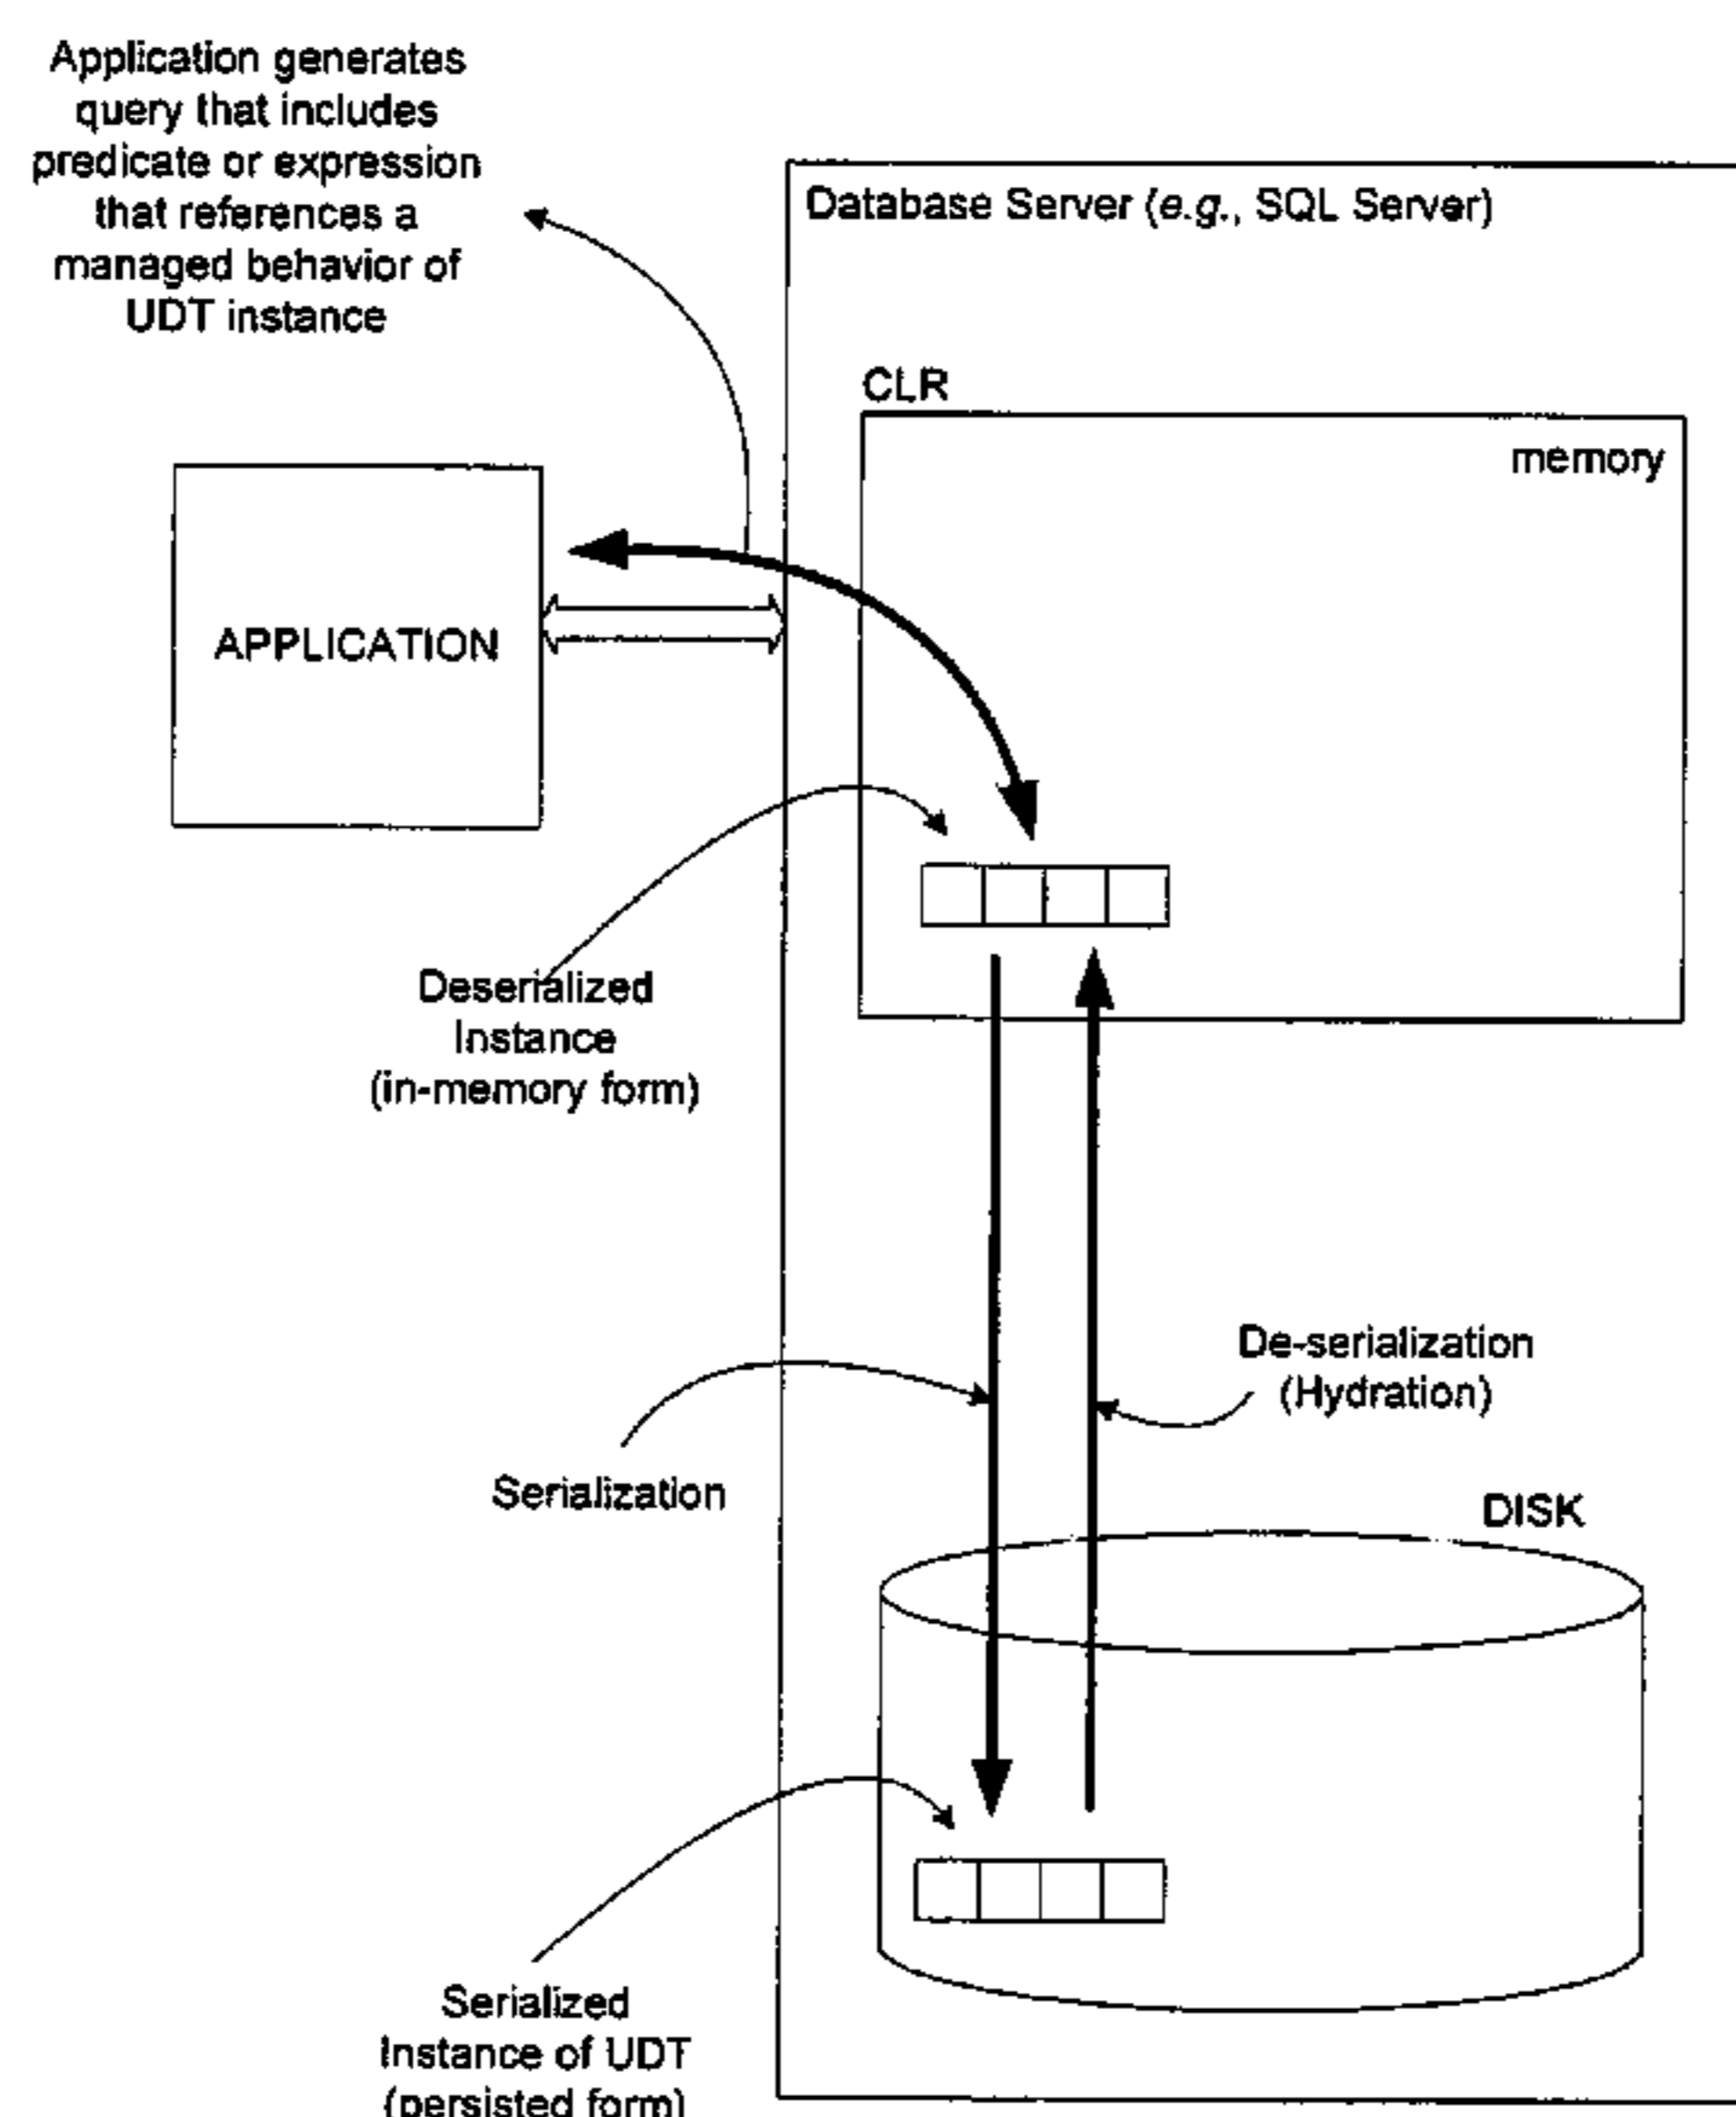 Application generates
query that includes
predicate or expression
that references a
managed behavior of
UDT instance
Database Server (e.g., SQL Server)
CLR
memory
APPLICATION
Deserialized
Instance
(in-memory form)
De-serialization
(Hydration)
Serialization
DISK
Serialized
Instance of UDT
(persisted form)